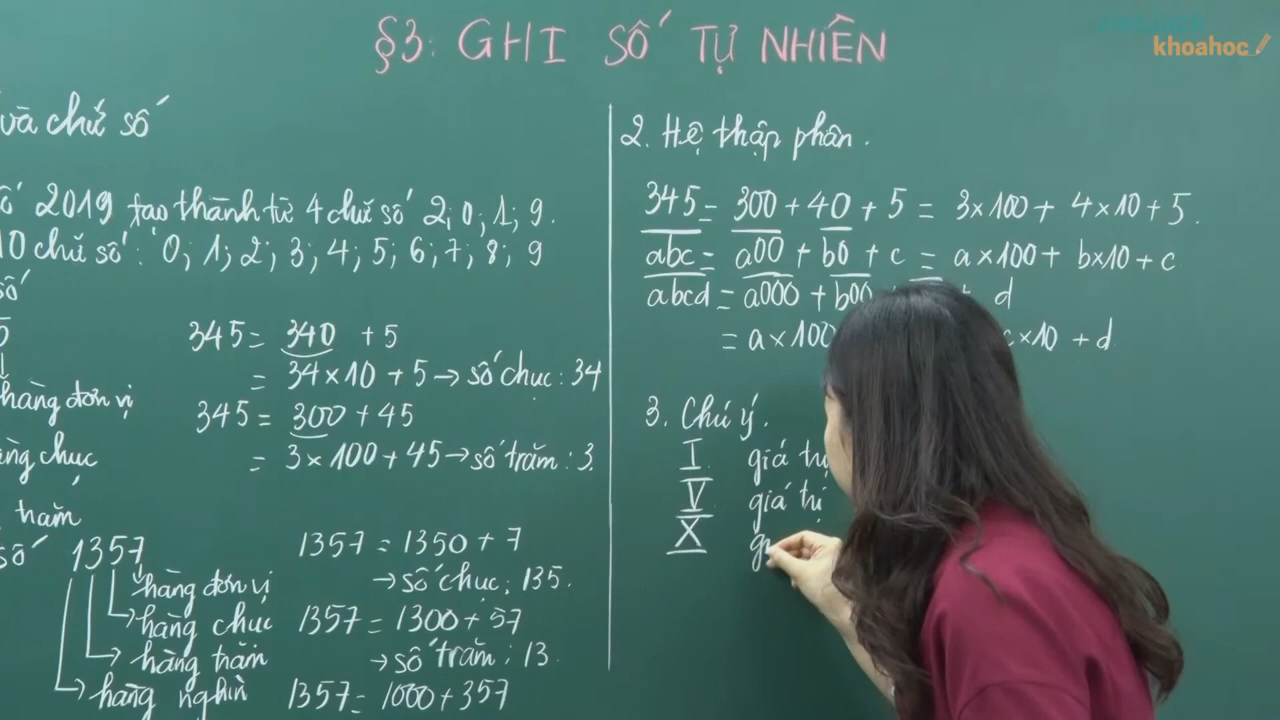 §3: GHI SỐ TỰ NHIÊN
khoahoc
và chữ số
số 2019 tạo thành từ 4 chữ số 2; 0; 1; 9.
10 chữ số: 0; 1; 2; 3; 4; 5; 6; 7; 8; 9
số
345 = 340 + 5
= 34×10 + 5 → số chục: 34
hàng đơn vị
345 = 300 + 45
hàng chục
= 3×100 + 45 → số trăm: 3.
trăm
số 1357
1357 = 1350 + 7
hàng đơn vị
→ số chục: 135.
hàng chục
1357 = 1300 + 57
hàng trăm
→ số trăm: 13.
hàng nghìn
1357 = 1000 + 357
2. Hệ thập phân.
345 = 300 + 40 + 5 = 3×100 + 4×10 + 5.
abc = a00 + b0 + c = a×100 + b×10 + c
abcd = a000 + b00 + d
= a×100 c×10 + d
3. Chú ý.
I giá trị
V giá trị
X